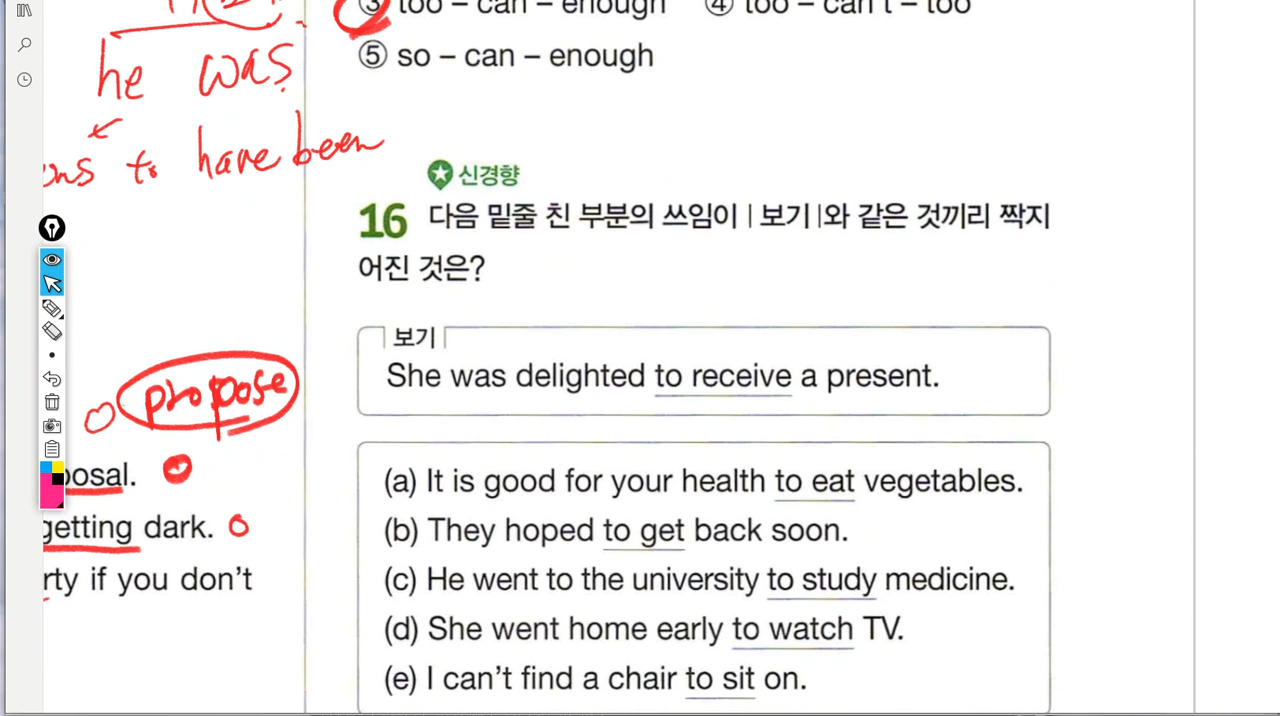 ③ too – can – enough ④ too – can't – too
⑤ so – can – enough
he was
to have been
신경향
16 다음 밑줄 친 부분의 쓰임이 | 보기 |와 같은 것끼리 짝지
어진 것은?
보기
She was delighted to receive a present.
propose
posal.
getting dark.
rty if you don't
(a) It is good for your health to eat vegetables.
(b) They hoped to get back soon.
(c) He went to the university to study medicine.
(d) She went home early to watch TV.
(e) I can't find a chair to sit on.